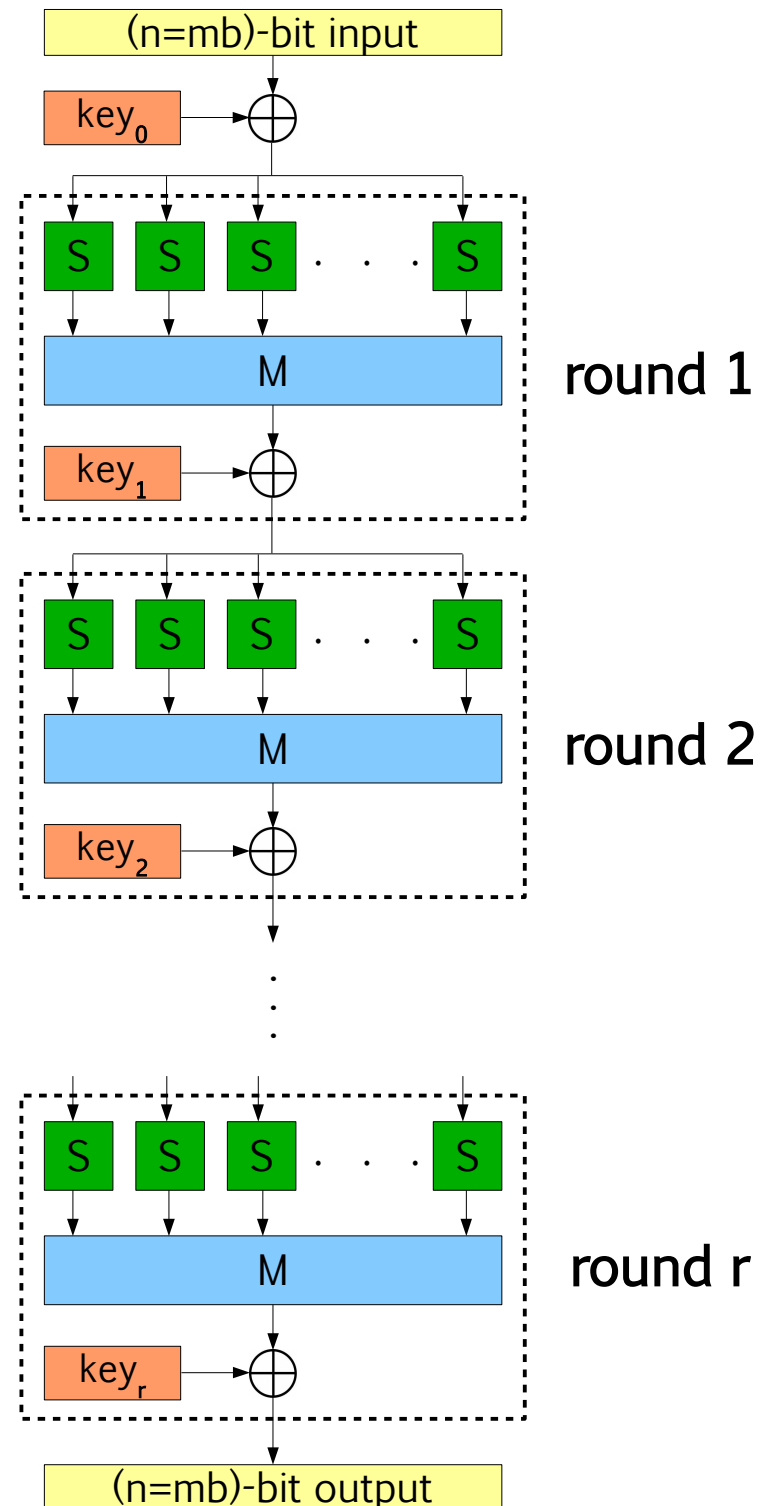 (n=mb)-bit input
key₀
S S S . . . S
M
round 1
key₁
S S S . . . S
M
round 2
key₂
.
.
.
S S S . . . S
M
round r
keyᵣ
(n=mb)-bit output